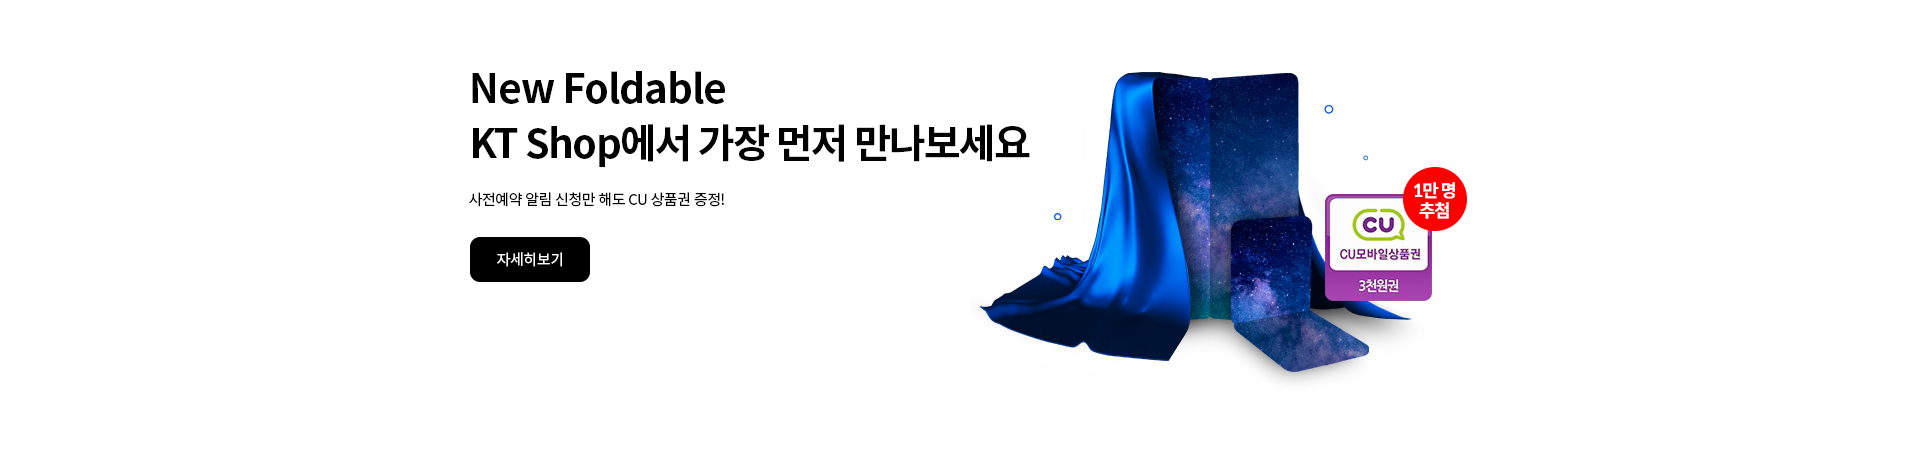 New Foldable
KT Shop에서 가장 먼저 만나보세요
사전예약 알림 신청만 해도 CU 상품권 증정!
자세히보기
1만 명
추첨
CU
CU모바일상품권
3천원권